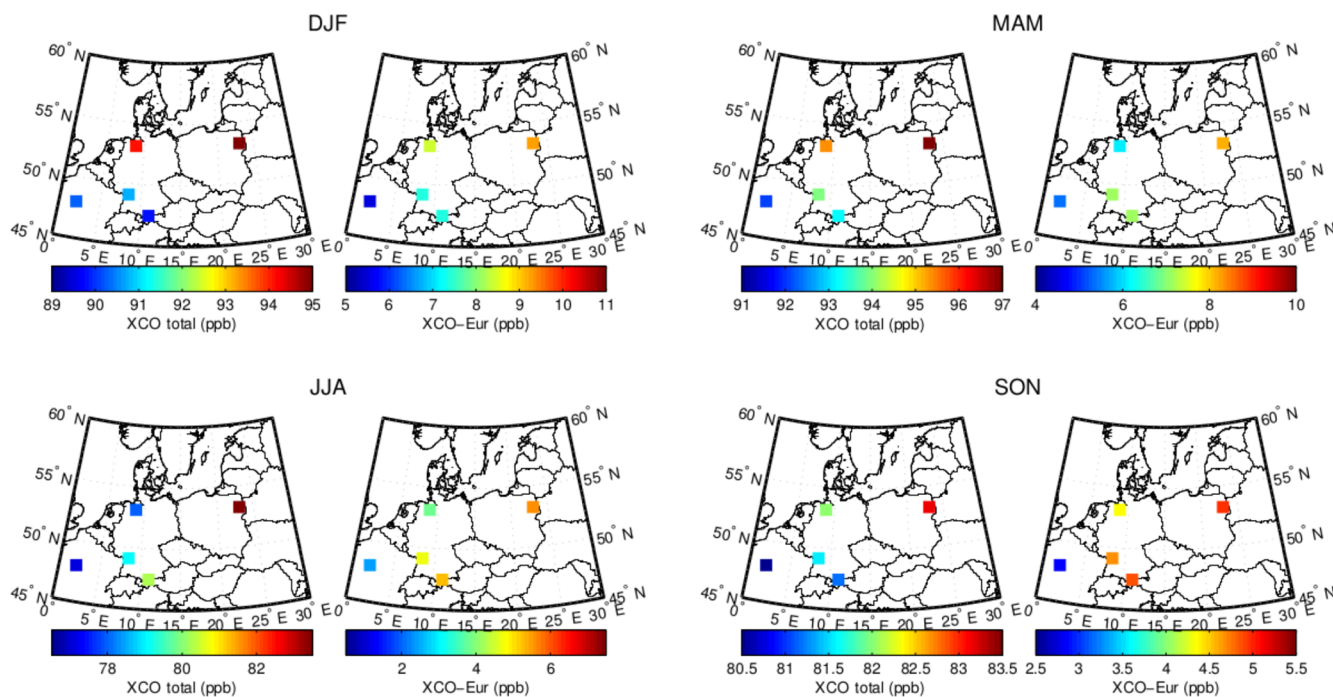 DJF
MAM
60° N 60° N 60° N 60° N
55° N 55° N 55° N 55° N
50° N 50° N 50° N 50° N
45° N 45° N 45° N 45° N
0° 5° E 10° E 15° E 20° E 25° E 30° E 0° 5° E 10° E 15° E 20° E 25° E 30° E 0° 5° E 10° E 15° E 20° E 25° E 30° E 0° 5° E 10° E 15° E 20° E 25° E 30° E
89 90 91 92 93 94 95 5 6 7 8 9 10 11 91 92 93 94 95 96 97 4 6 8 10
XCO total (ppb) XCO−Eur (ppb) XCO total (ppb) XCO−Eur (ppb)
JJA
SON
60° N 60° N 60° N 60° N
55° N 55° N 55° N 55° N
50° N 50° N 50° N 50° N
45° N 45° N 45° N 45° N
0° 5° E 10° E 15° E 20° E 25° E 30° E 0° 5° E 10° E 15° E 20° E 25° E 30° E 0° 5° E 10° E 15° E 20° E 25° E 30° E 0° 5° E 10° E 15° E 20° E 25° E 30° E
78 80 82 2 4 6 80.5 81 81.5 82 82.5 83 83.5 2.5 3 3.5 4 4.5 5 5.5
XCO total (ppb) XCO−Eur (ppb) XCO total (ppb) XCO−Eur (ppb)